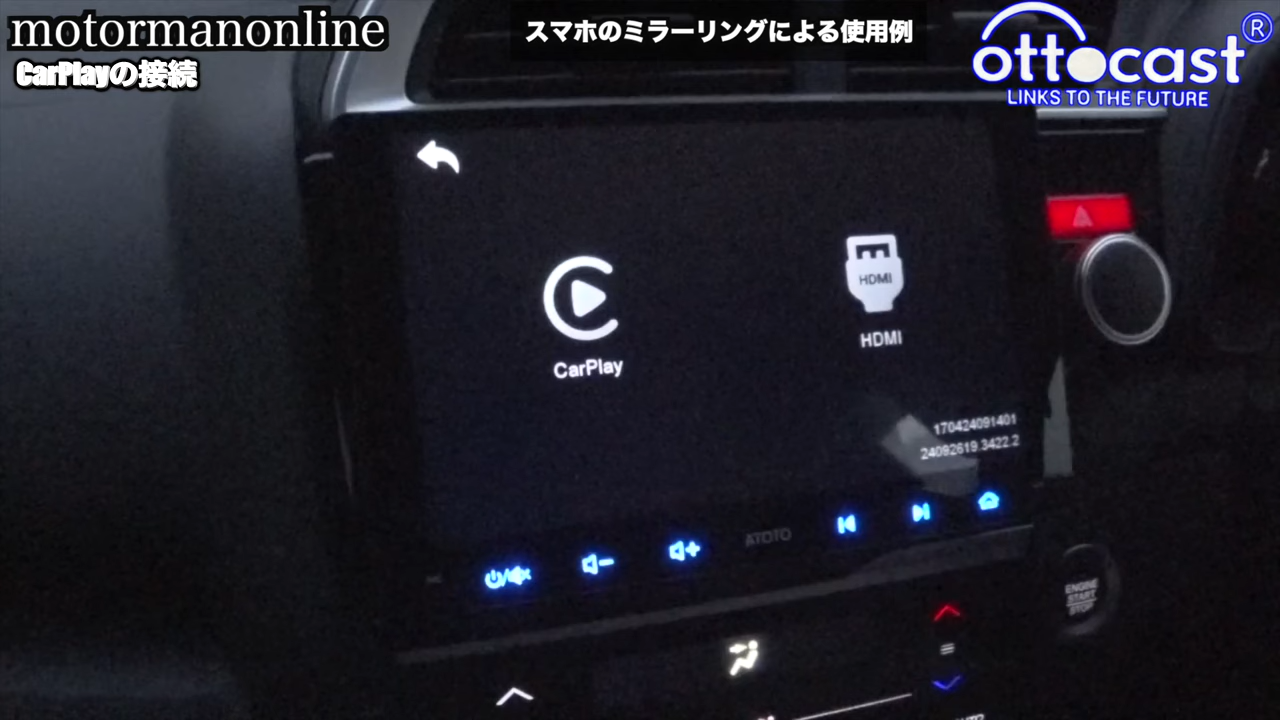 motormanonline
CarPlayの接続
スマホのミラーリングによる使用例
ottocast®
LINKS TO THE FUTURE
CarPlay
HDMI
HDMI
170424091401
24092619.3422.2
ATOTO
ENGINE
START
STOP